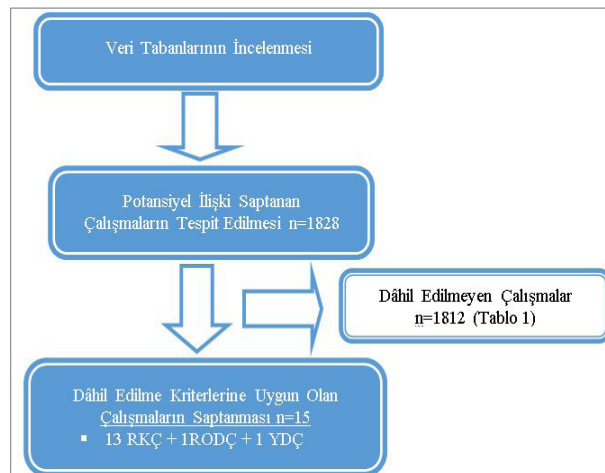 Veri Tabanlarının İncelenmesi
Potansiyel İlişki Saptanan
Çalışmaların Tespit Edilmesi n=1828
Dâhil Edilmeyen Çalışmalar
n=1812 (Tablo 1)
Dâhil Edilme Kriterlerine Uygun Olan
Çalışmaların Saptanması n=15
▪ 13 RKÇ + 1RODÇ + 1 YDÇ